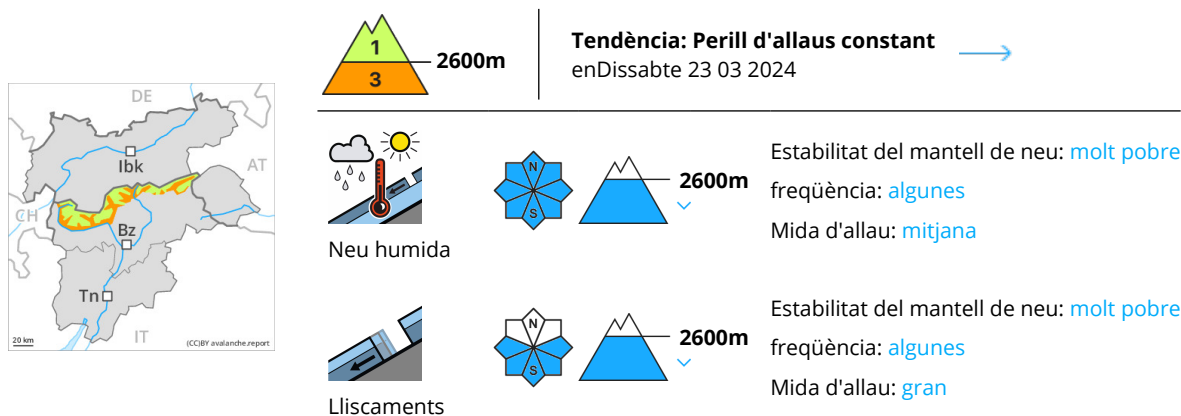 1
3
2600m
Tendència: Perill d'allaus constant
enDissabte 23 03 2024
DE
Ibk
AT
CH
Bz
Tn
IT
20 km
(CC)BY avalanche.report
Neu humida
N
S
2600m
Estabilitat del mantell de neu: molt pobre
freqüència: algunes
Mida d'allau: mitjana
Lliscaments
N
S
2600m
Estabilitat del mantell de neu: molt pobre
freqüència: algunes
Mida d'allau: gran